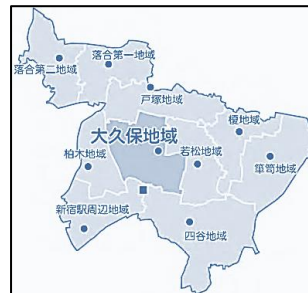 落合第一地域
落合第二地域
戸塚地域
榎地域
大久保地域
柏木地域
若松地域
箪笥地域
新宿駅周辺地域
四谷地域